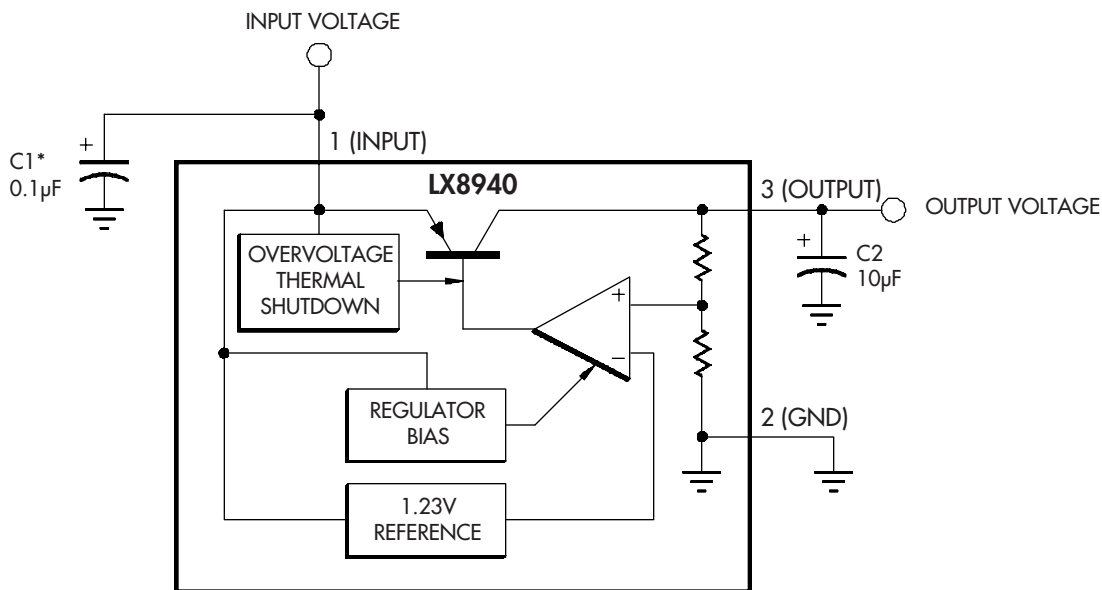 INPUT VOLTAGE
1 (INPUT)
+
C1*
0.1µF
LX8940
3 (OUTPUT)
OUTPUT VOLTAGE
OVERVOLTAGE
THERMAL
SHUTDOWN
+
C2
10µF
+
−
REGULATOR
BIAS
2 (GND)
1.23V
REFERENCE